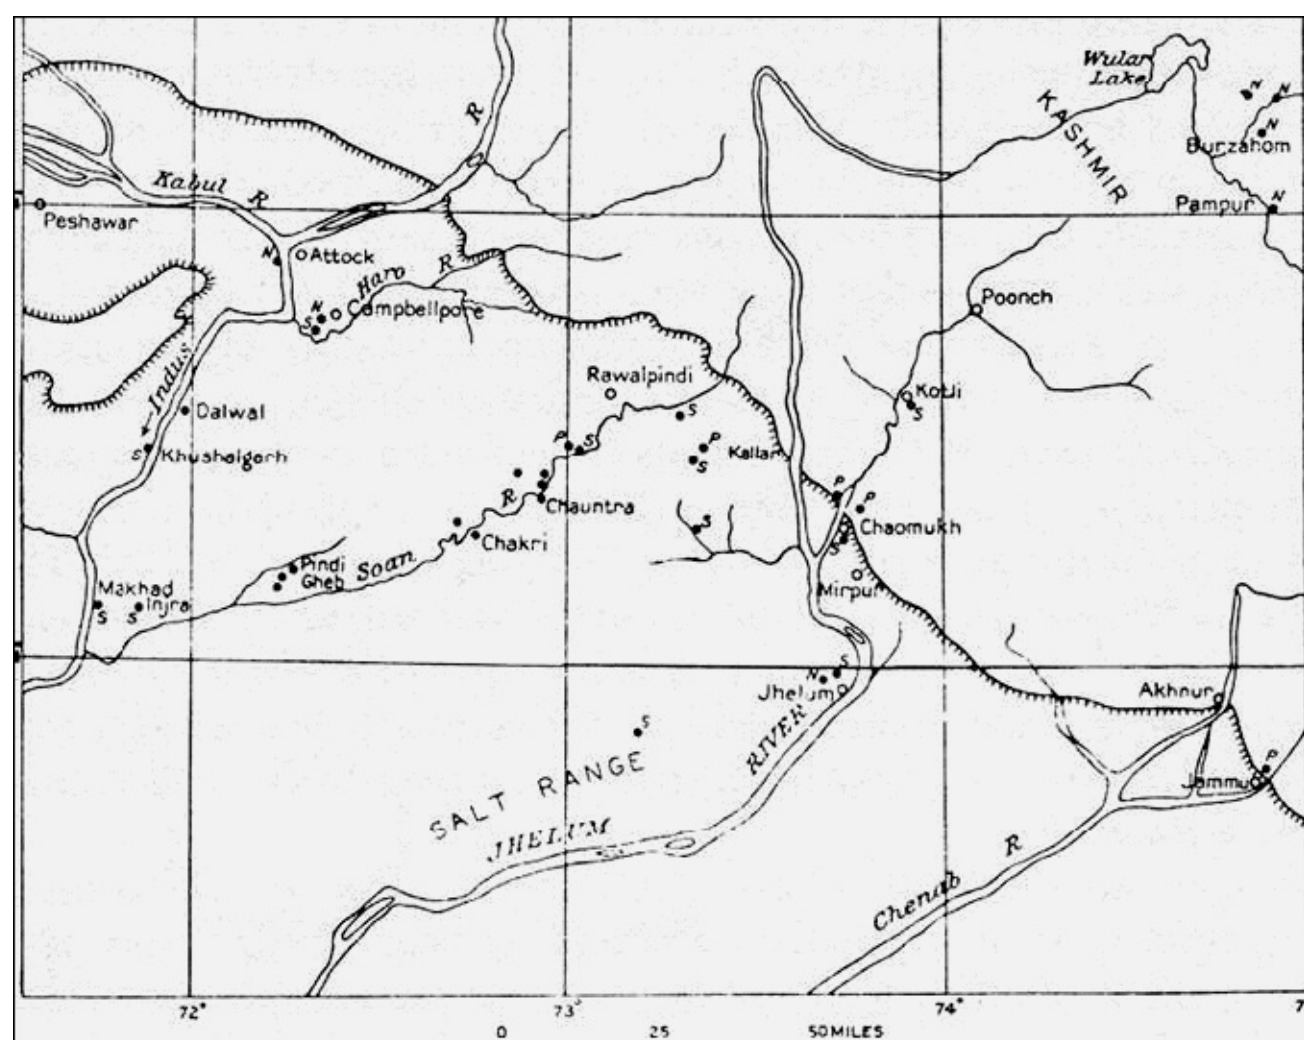 Wular
Lake
KASHMIR
N
N
N
Burzahom
Pampur
N
R
Kabul
R
Peshawar
N
Attock
Haro
R
N
Campbellpore
S
Poonch
Indus
Rawalpindi
Kotli
S
Dalwal
S
S
Khushalgarh
P
S
P
Kallar
S
P
P
R
Chauntra
S
Chaomukh
S
Chakri
Pindi
Gheb
Soan
Mirpur
Makhad
S
S
Injra
N
S
Jhelum
Akhnur
RIVER
S
SALT RANGE
P
Jammu
JHELUM
R
Chenab
72°
73°
74°
7
0 25 50 MILES